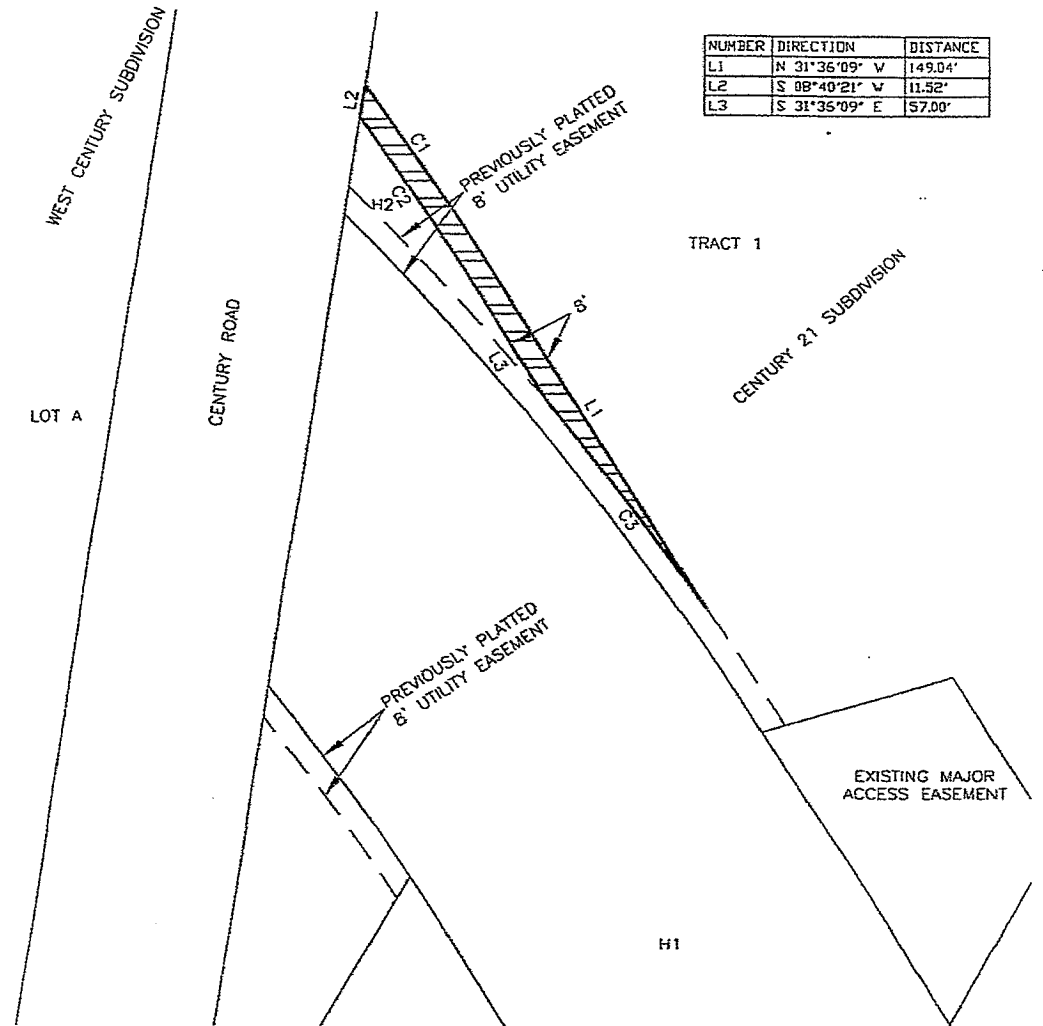 WEST CENTURY SUBDIVISION
NUMBER DIRECTION DISTANCE
L1 N 31°36'09" W 149.04'
L2 S 08°40'21" W 11.52'
L3 S 31°36'09" E 57.00'
L2
C1
PREVIOUSLY PLATTED
8' UTILITY EASEMENT
C2
H2
TRACT 1
CENTURY 21 SUBDIVISION
8'
L3
CENTURY ROAD
LOT A
L1
C3
PREVIOUSLY PLATTED
8' UTILITY EASEMENT
EXISTING MAJOR
ACCESS EASEMENT
H1